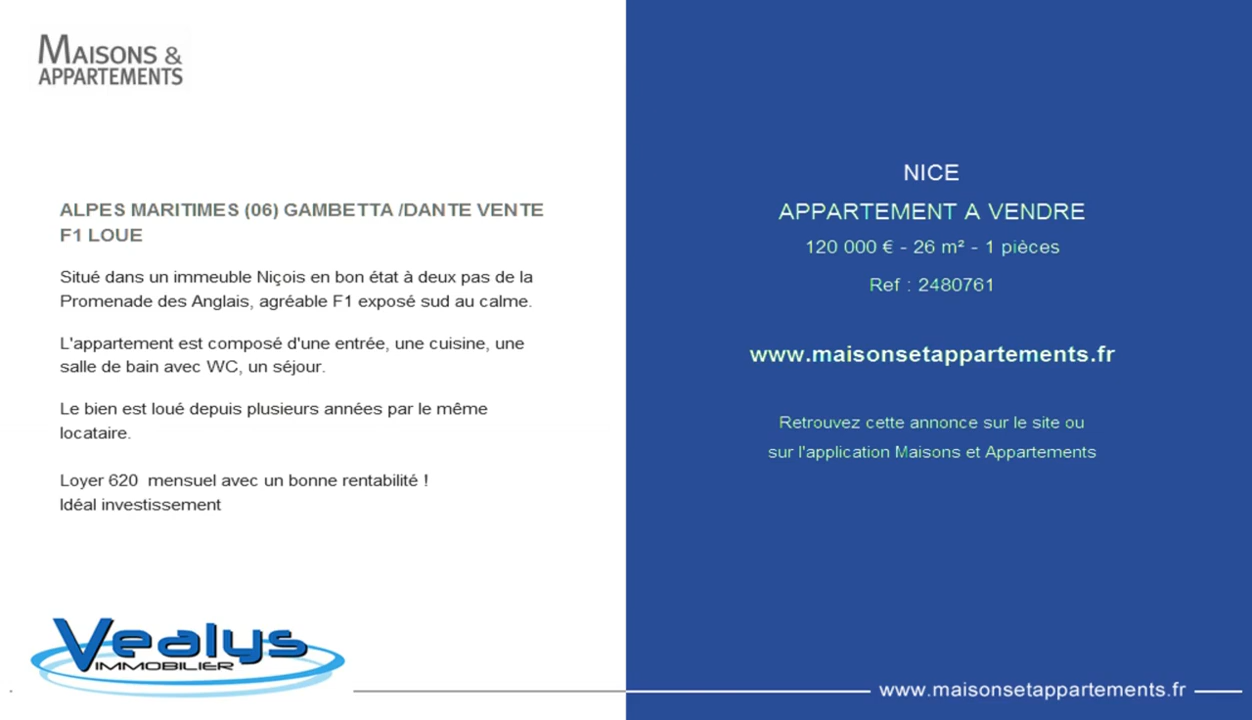 MAISONS &
APPARTEMENTS
ALPES MARITIMES (06) GAMBETTA /DANTE VENTE
F1 LOUE
Situé dans un immeuble Niçois en bon état à deux pas de la
Promenade des Anglais, agréable F1 exposé sud au calme.
L'appartement est composé d'une entrée, une cuisine, une
salle de bain avec WC, un séjour.
Le bien est loué depuis plusieurs années par le même
locataire.
Loyer 620  mensuel avec un bonne rentabilité !
Idéal investissement
Vealys
IMMOBILIER
NICE
APPARTEMENT A VENDRE
120 000 € - 26 m² - 1 pièces
Ref : 2480761
www.maisonsetappartements.fr
Retrouvez cette annonce sur le site ou
sur l'application Maisons et Appartements
www.maisonsetappartements.fr